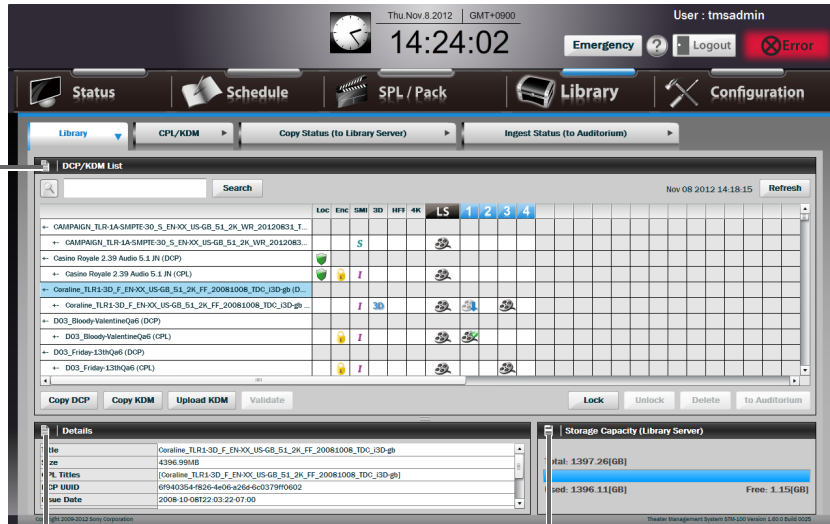 Thu.Nov.8.2012 GMT+0900
14:24:02
User : tmsadmin
Emergency ? Logout Error
Status Schedule SPL / Pack Library Configuration
Library CPL/KDM Copy Status (to Library Server) Ingest Status (to Auditorium)
DCP/KDM List
Search Nov 08 2012 14:18:15 Refresh
Loc Enc SMI 3D HFF 4K LS 1 2 3 4
CAMPAIGN_TLR-1A-SMPTE-30_S_EN-XX_US-GB_51_2K_WR_20120831_T...
CAMPAIGN_TLR-1A-SMPTE-30_S_EN-XX_US-GB_51_2K_WR_2012083... S
Casino Royale 2.39 Audio 5.1 JN (DCP)
Casino Royale 2.39 Audio 5.1 JN (CPL) I
Coraline_TLR1-3D_F_EN-XX_US-GB_51_2K_FF_20081008_TDC_i3D-gb (D...
Coraline_TLR1-3D_F_EN-XX_US-GB_51_2K_FF_20081008_TDC_i3D-gb ... I 3D
D03_Bloody-ValentineQa6 (DCP)
D03_Bloody-ValentineQa6 (CPL) I
D03_Friday-13thQa6 (DCP)
D03_Friday-13thQa6 (CPL) I
Copy DCP Copy KDM Upload KDM Validate Lock Unlock Delete to Auditorium
Details
Title Coraline_TLR1-3D_F_EN-XX_US-GB_51_2K_FF_20081008_TDC_i3D-gb
Size 4396.99MB
CPL Titles [Coraline_TLR1-3D_F_EN-XX_US-GB_51_2K_FF_20081008_TDC_i3D-gb]
DCP UUID 6f940354-f826-4e06-a26d-6c0379ff0602
Issue Date 2008-10-08T22:03:22-07:00
Storage Capacity (Library Server)
Total: 1397.26[GB]
Used: 1396.11[GB] Free: 1.15[GB]
Copyright 2009-2012 Sony Corporation Theater Management System STM-100 Version 1.60.0 Build 0025